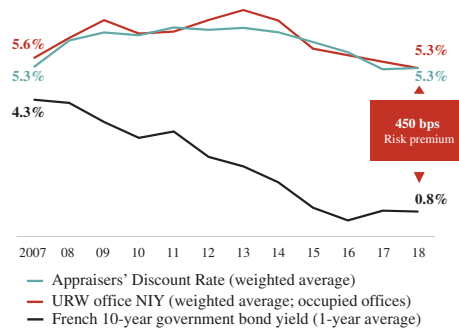 5.6%
5.3%
4.3%
5.3%
5.3%
450 bps
Risk premium
0.8%
2007 08 09 10 11 12 13 14 15 16 17 18
Appraisers' Discount Rate (weighted average)
URW office NIY (weighted average; occupied offices)
French 10-year government bond yield (1-year average)